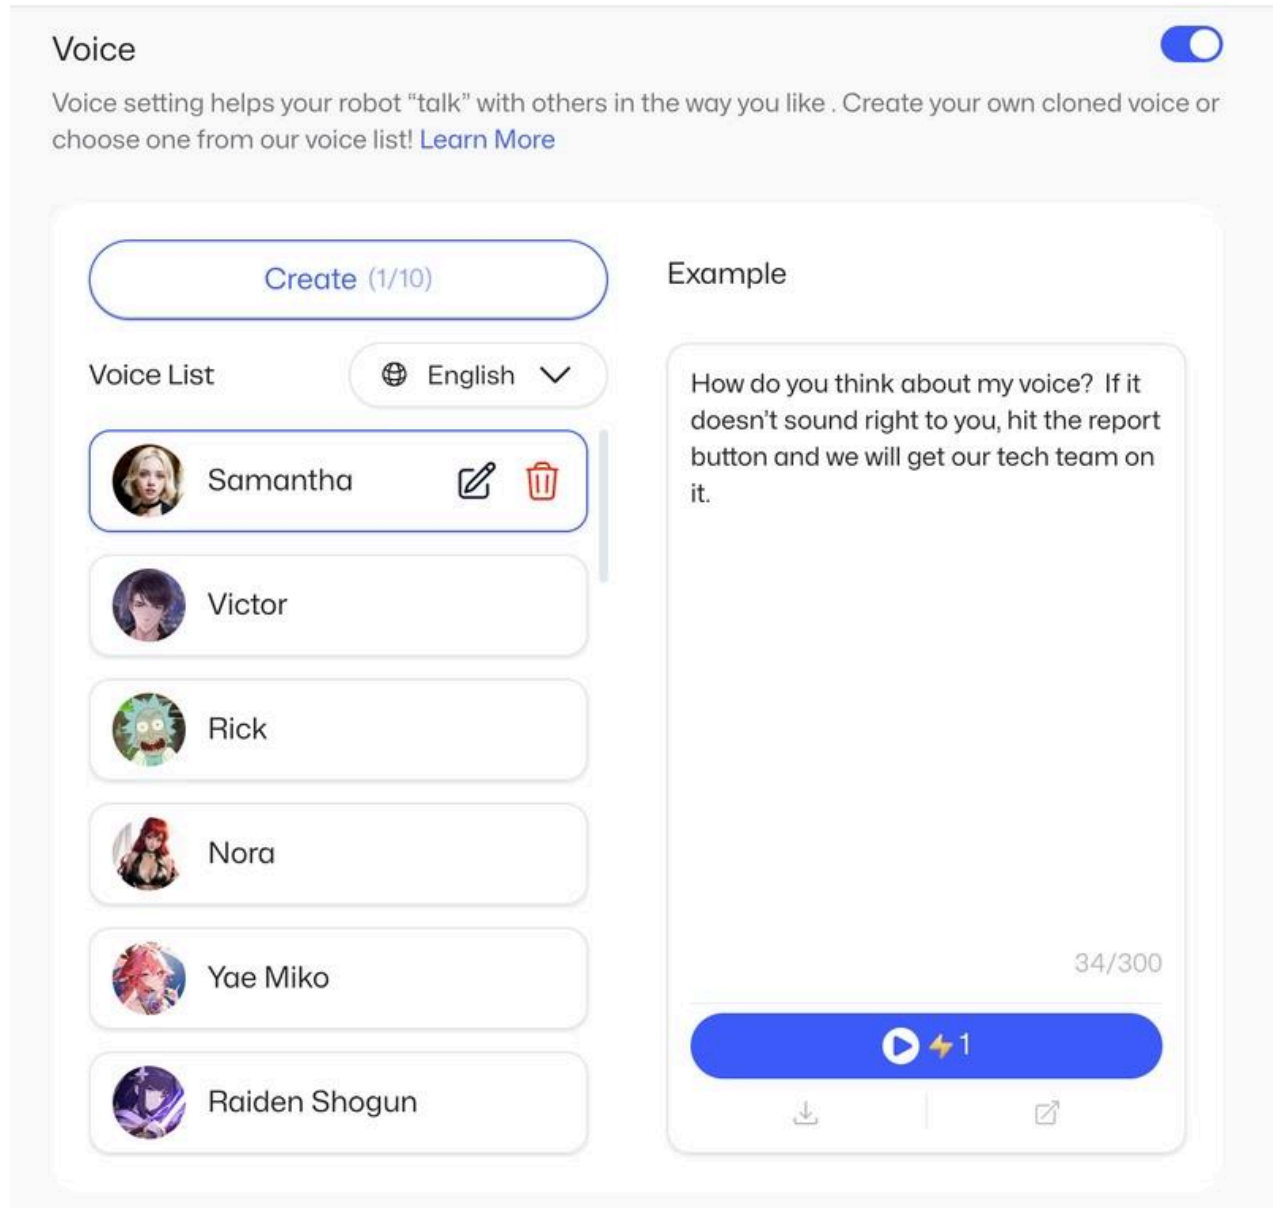 Voice
Voice setting helps your robot “talk” with others in the way you like . Create your own cloned voice or
choose one from our voice list! Learn More
Create (1/10)
Voice List
English
Samantha
Victor
Rick
Nora
Yae Miko
Raiden Shogun
Example
How do you think about my voice? If it
doesn't sound right to you, hit the report
button and we will get our tech team on
it.
34/300
1